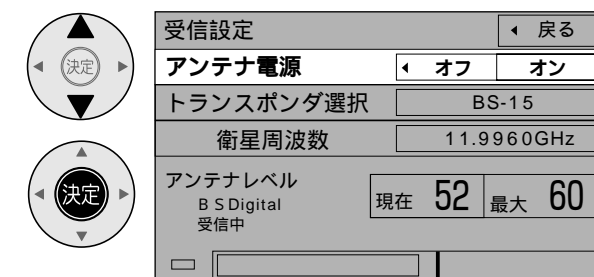 決定
決定
受信設定 戻る
アンテナ電源 オフ オン
トランスポンダ選択 BS-15
衛星周波数 11.9960GHz
アンテナレベル
BSDigital
受信中
現在 52 最大 60